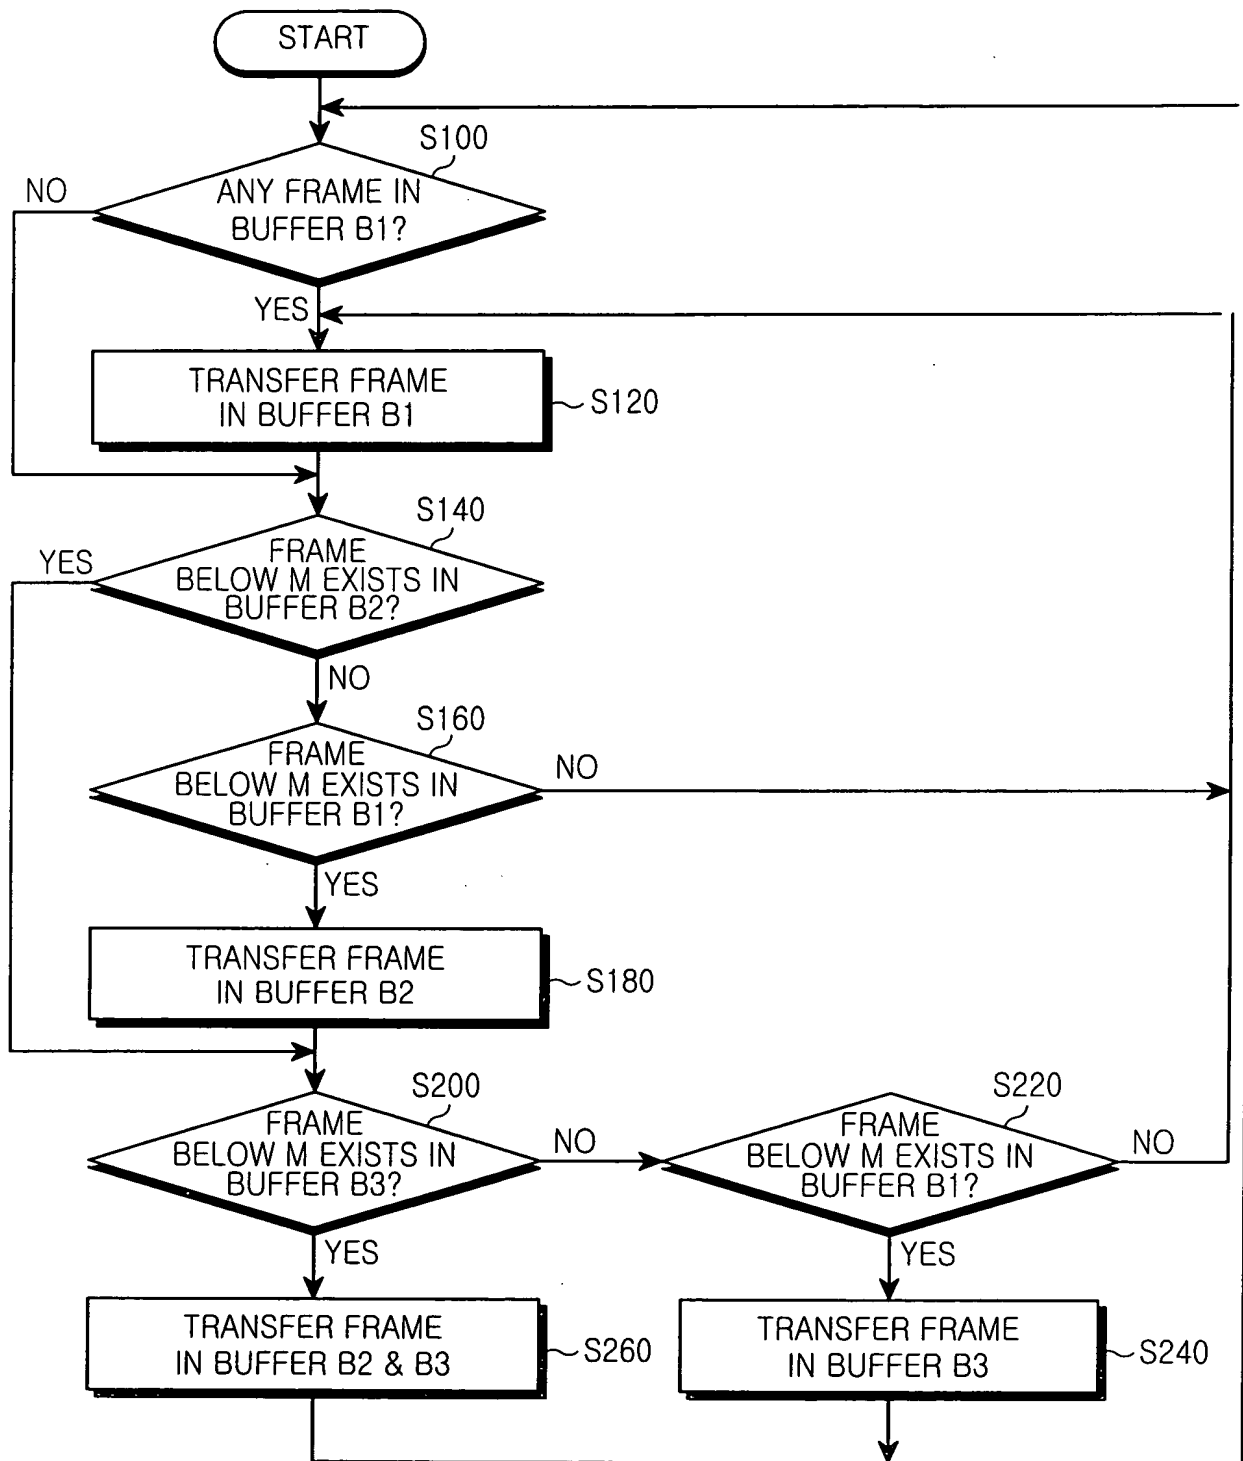 START
S100
NO
ANY FRAME IN
BUFFER B1?
YES
TRANSFER FRAME
IN BUFFER B1
S120
S140
YES
FRAME
BELOW M EXISTS IN
BUFFER B2?
NO
S160
FRAME
BELOW M EXISTS IN
BUFFER B1?
NO
YES
TRANSFER FRAME
IN BUFFER B2
S180
S200
FRAME
BELOW M EXISTS IN
BUFFER B3?
NO
S220
FRAME
BELOW M EXISTS IN
BUFFER B1?
NO
YES
YES
TRANSFER FRAME
IN BUFFER B2 & B3
S260
TRANSFER FRAME
IN BUFFER B3
S240